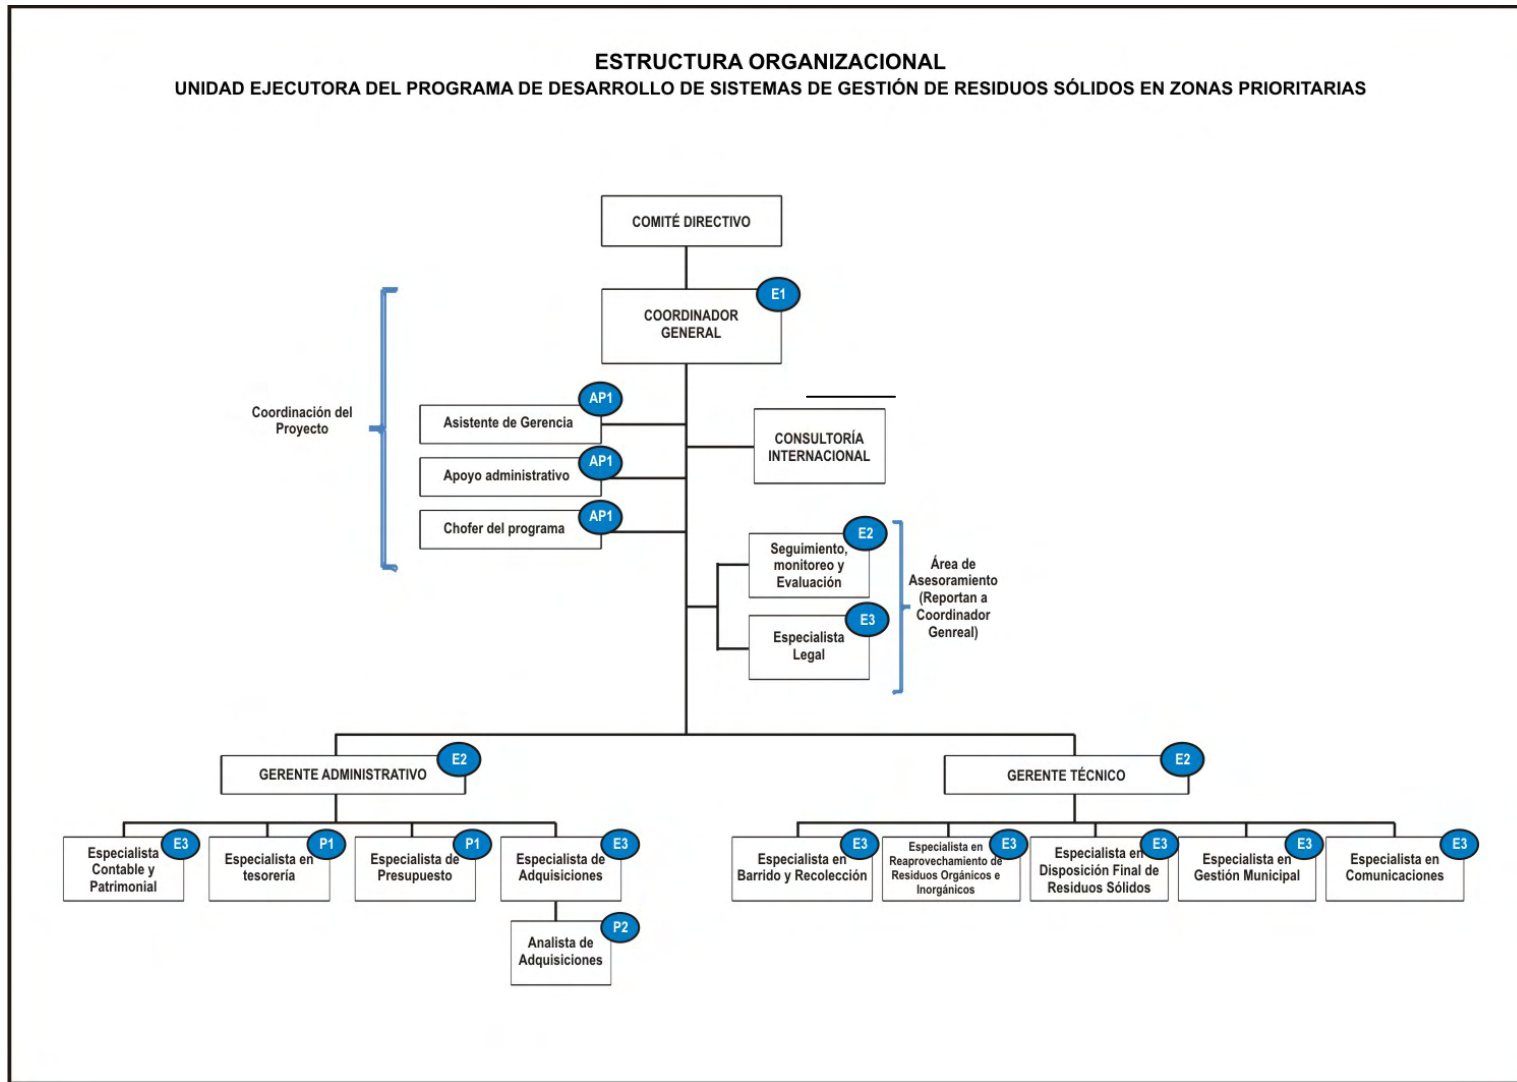 ESTRUCTURA ORGANIZACIONAL
UNIDAD EJECUTORA DEL PROGRAMA DE DESARROLLO DE SISTEMAS DE GESTIÓN DE RESIDUOS SÓLIDOS EN ZONAS PRIORITARIAS
COMITÉ DIRECTIVO
E1
COORDINADOR
GENERAL
Coordinación del
Proyecto
AP1
Asistente de Gerencia
AP1
Apoyo administrativo
AP1
Chofer del programa
CONSULTORÍA
INTERNACIONAL
E2
Seguimiento,
monitoreo y
Evaluación
E3
Especialista
Legal
Área de
Asesoramiento
(Reportan a
Coordinador
Genreal)
E2
GERENTE ADMINISTRATIVO
E2
GERENTE TÉCNICO
E3
Especialista
Contable y
Patrimonial
P1
Especialista en
tesorería
P1
Especialista de
Presupuesto
E3
Especialista de
Adquisiciones
P2
Analista de
Adquisiciones
E3
Especialista en
Barrido y Recolección
E3
Especialista en
Reaprovechamiento de
Residuos Orgánicos e
Inorgánicos
E3
Especialista en
Disposición Final de
Residuos Sólidos
E3
Especialista en
Gestión Municipal
E3
Especialista en
Comunicaciones